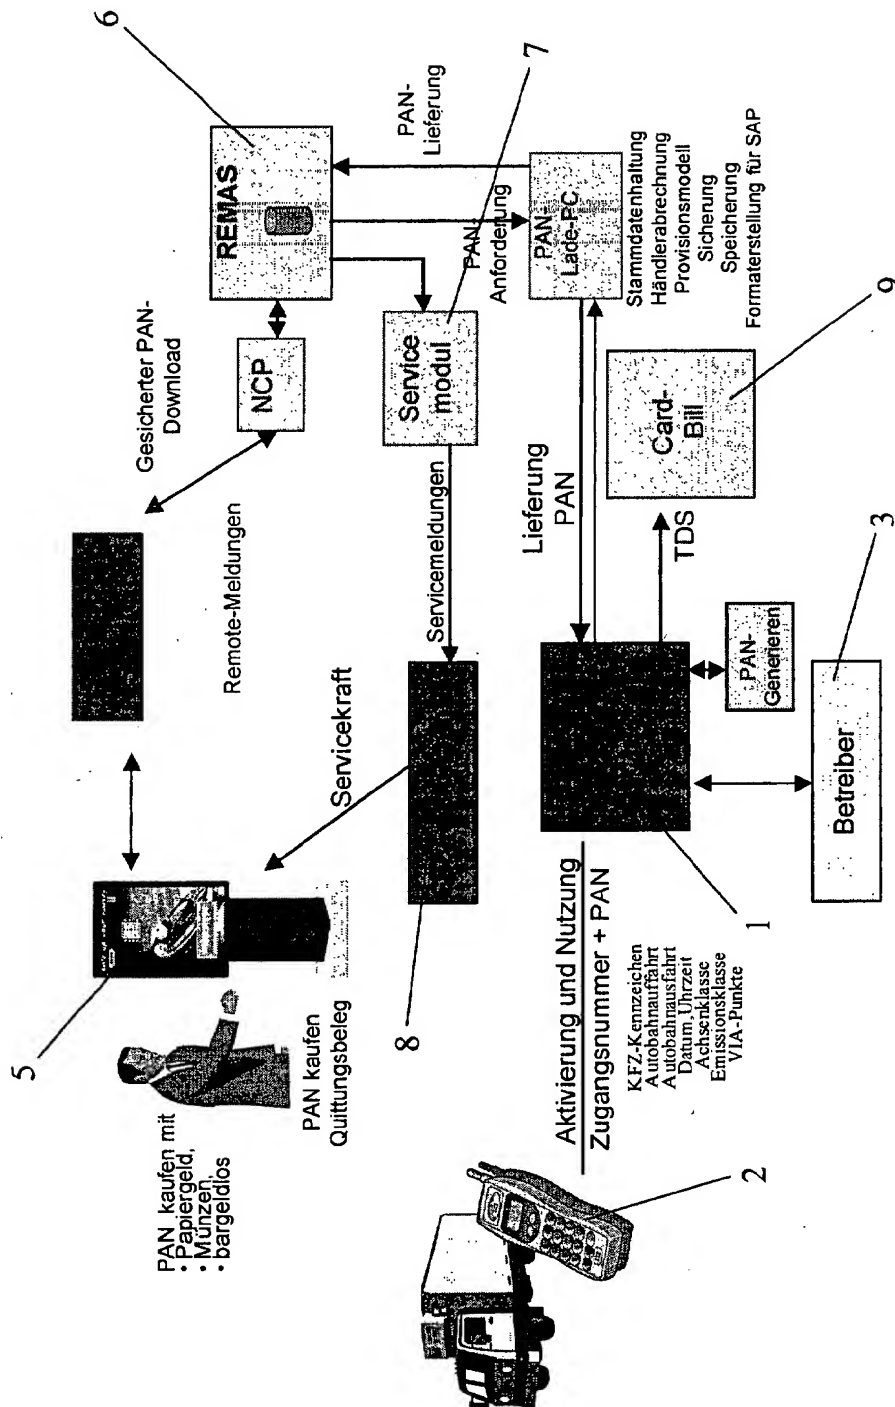 5
PAN kaufen mit
• Papiergeld,
• Münzen,
• bargeldlos
PAN kaufen
Quittungsbeleg
Gesicherter PAN-
Download
Remote-Meldungen
NCP
6
REMAS
Servicekraft
8
Servicemeldungen
Service
modul
7
PAN-
Lieferung
PAN-
Anforderung
PAN-
Lade-PC
Stammdatenhaltung
Händlerabrechnung
Provisionsmodell
Sicherung
Speicherung
Formaterstellung für SAP
Lieferung
PAN
2
Aktivierung und Nutzung
Zugangsnummer + PAN
KFZ-Kennzeichen
Autobahnauffahrt
Autobahnausfahrt
Datum,Uhrzeit
Achsenklasse
Emissionsklasse
VIA-Punkte
1
TDS
Card-
Bill
9
PAN-
Generieren
Betreiber
3